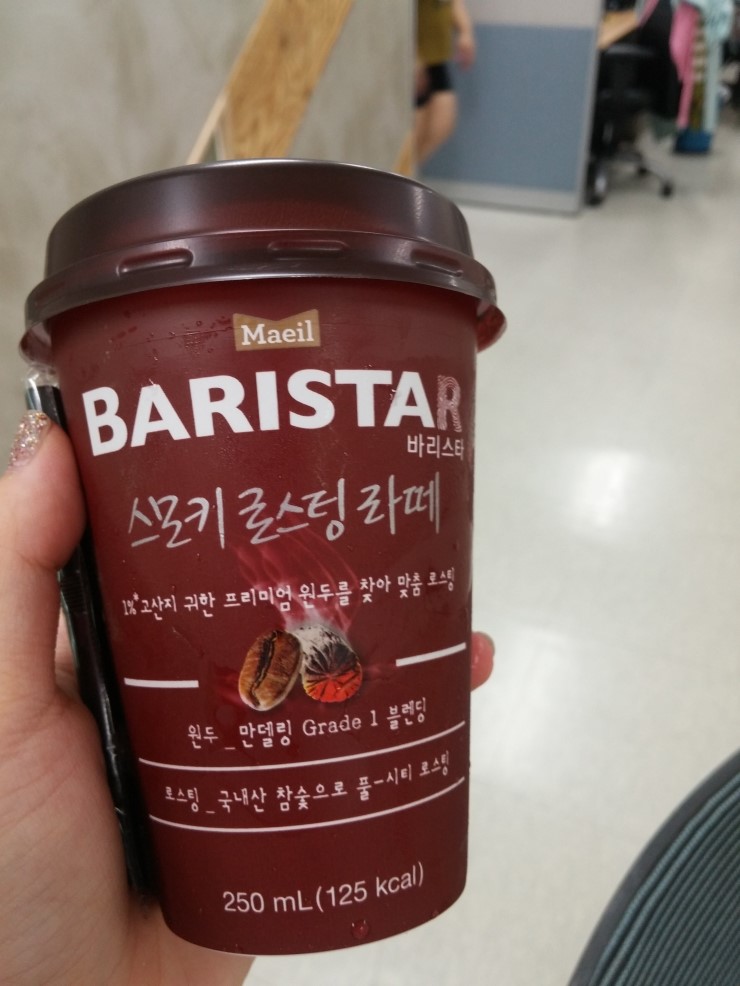 Maeil
BARISTAR
바리스타
스모키 로스팅 라떼
1%* 고산지 귀한 프리미엄 원두를 찾아 맞춤 로스팅
원두 _ 만델링 Grade 1 블렌딩
로스팅 _ 국내산 참숯으로 풀-시티 로스팅
250 mL(125 kcal)